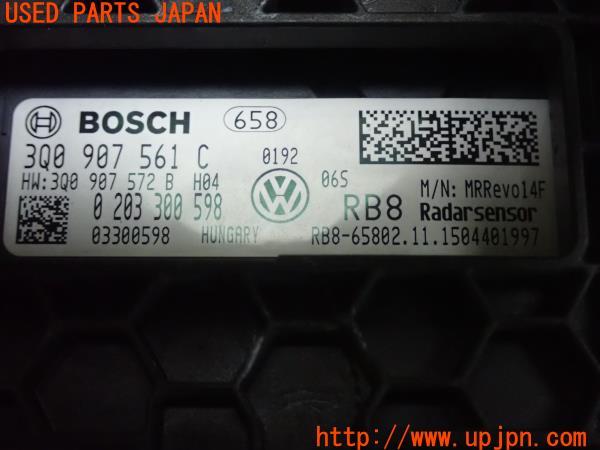 USED PARTS JAPAN
BOSCH 658
3Q0 907 561 C 0192
HW:3Q0 907 572 B H04 06S M/N: MRRevo14F
0 203 300 598 RB8 Radarsensor
03300598 HUNGARY RB8-65802.11.1504401997
http://www.upjpn.com/